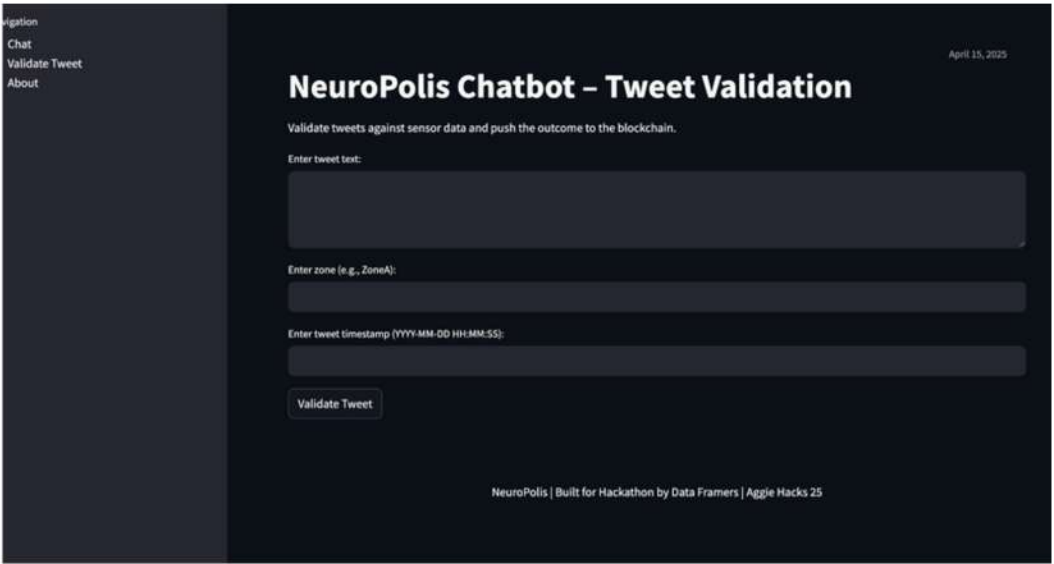 vigation
Chat
Validate Tweet
About
April 15, 2025
NeuroPolis Chatbot – Tweet Validation
Validate tweets against sensor data and push the outcome to the blockchain.
Enter tweet text:
Enter zone (e.g., ZoneA):
Enter tweet timestamp (YYYY-MM-DD HH:MM:SS):
Validate Tweet
NeuroPolis | Built for Hackathon by Data Framers | Aggie Hacks 25